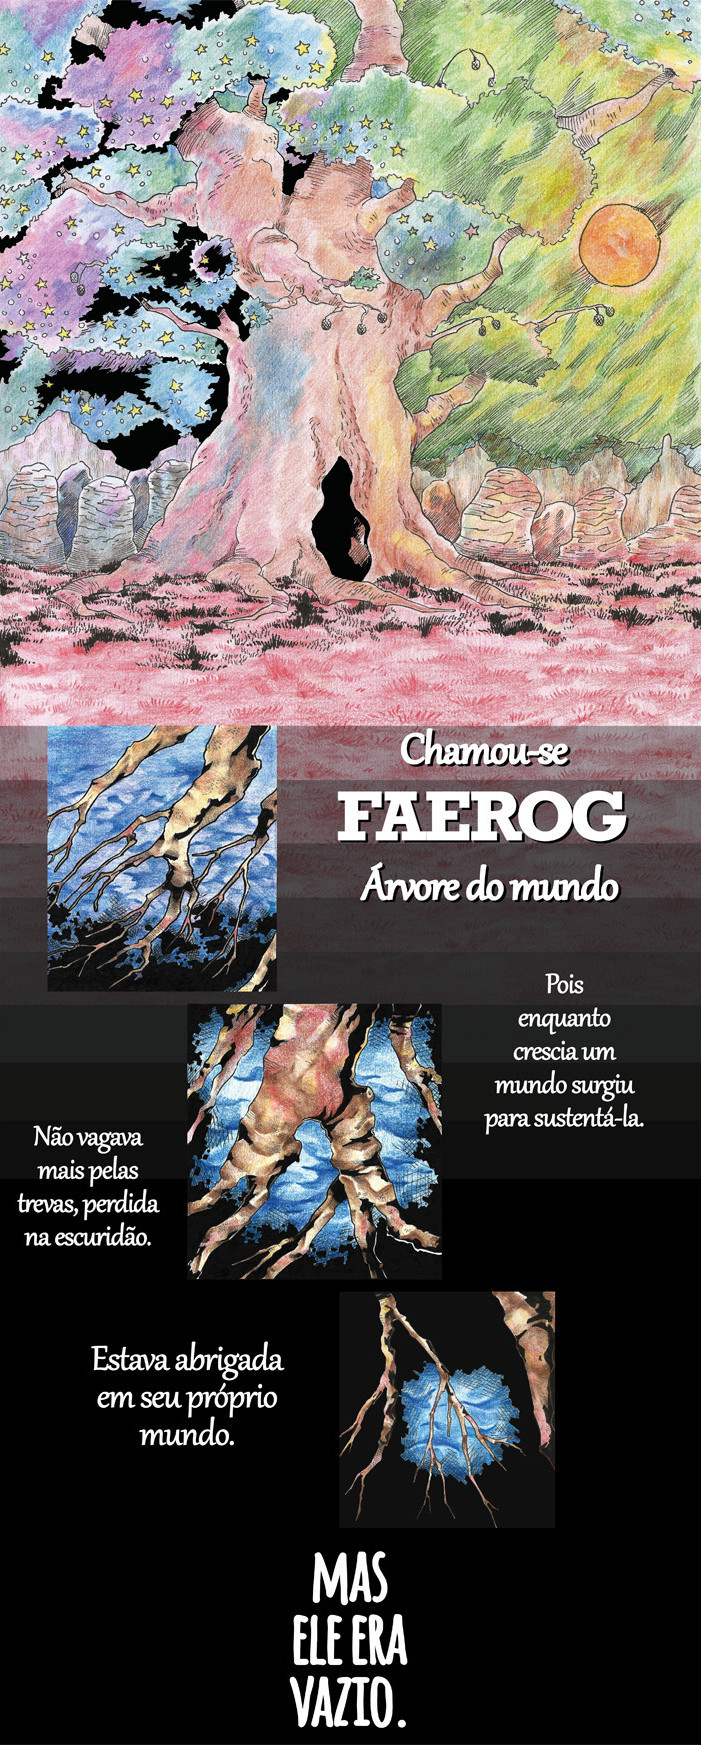 Chamou-se
FAEROG
Árvore do mundo
Pois
enquanto
crescia um
mundo surgiu
para sustentá-la.
Não vagava
mais pelas
trevas, perdida
na escuridão.
Estava abrigada
em seu próprio
mundo.
MAS
ELE ERA
VAZIO.